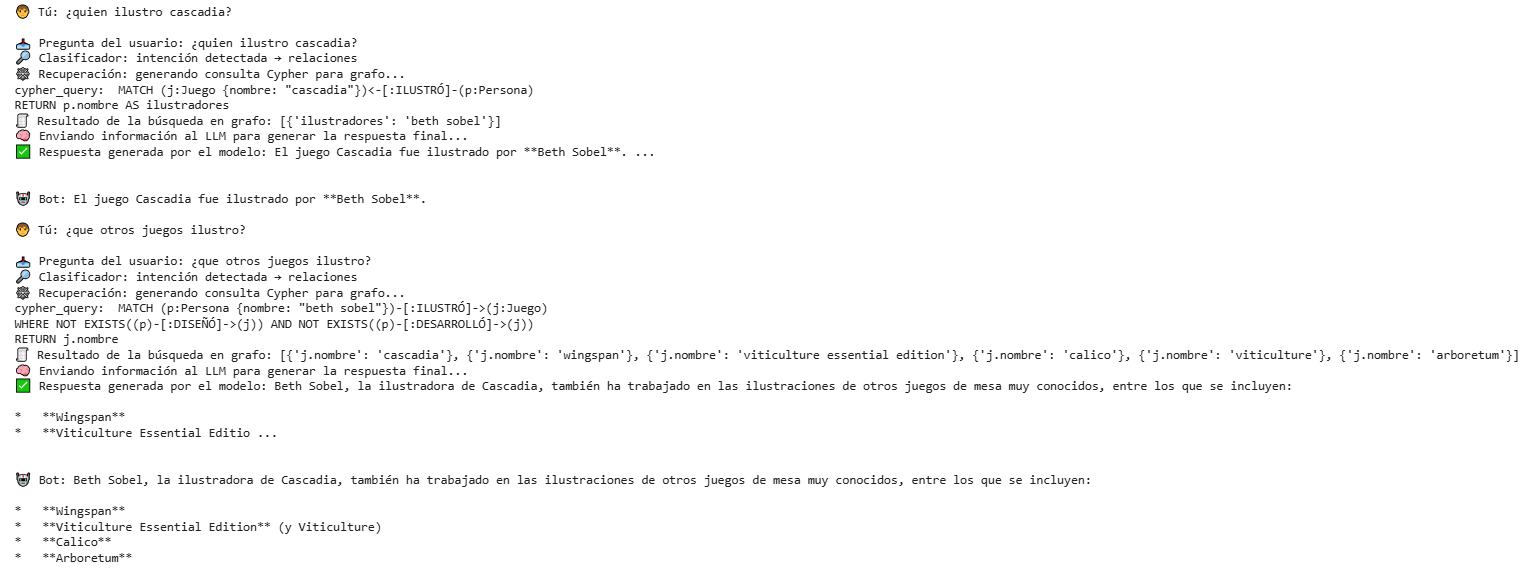 🧑 Tú: ¿quien ilustro cascadia?
📥 Pregunta del usuario: ¿quien ilustro cascadia?
🔎 Clasificador: intención detectada → relaciones
🕸 Recuperación: generando consulta Cypher para grafo...
cypher_query:  MATCH (j:Juego {nombre: "cascadia"})<-[:ILUSTRÓ]-(p:Persona)
RETURN p.nombre AS ilustradores
🧾 Resultado de la búsqueda en grafo: [{'ilustradores': 'beth sobel'}]
🧠 Enviando información al LLM para generar la respuesta final...
✅ Respuesta generada por el modelo: El juego Cascadia fue ilustrado por **Beth Sobel**. ...
🤖 Bot: El juego Cascadia fue ilustrado por **Beth Sobel**.
🧑 Tú: ¿que otros juegos ilustro?
📥 Pregunta del usuario: ¿que otros juegos ilustro?
🔎 Clasificador: intención detectada → relaciones
🕸 Recuperación: generando consulta Cypher para grafo...
cypher_query:  MATCH (p:Persona {nombre: "beth sobel"})-[:ILUSTRÓ]->(j:Juego)
WHERE NOT EXISTS((p)-[:DISEÑÓ]->(j)) AND NOT EXISTS((p)-[:DESARROLLÓ]->(j))
RETURN j.nombre
🧾 Resultado de la búsqueda en grafo: [{'j.nombre': 'cascadia'}, {'j.nombre': 'wingspan'}, {'j.nombre': 'viticulture essential edition'}, {'j.nombre': 'calico'}, {'j.nombre': 'viticulture'}, {'j.nombre': 'arboretum'}]
🧠 Enviando información al LLM para generar la respuesta final...
✅ Respuesta generada por el modelo: Beth Sobel, la ilustradora de Cascadia, también ha trabajado en las ilustraciones de otros juegos de mesa muy conocidos, entre los que se incluyen:
*   **Wingspan**
*   **Viticulture Essential Editio ...
🤖 Bot: Beth Sobel, la ilustradora de Cascadia, también ha trabajado en las ilustraciones de otros juegos de mesa muy conocidos, entre los que se incluyen:
*   **Wingspan**
*   **Viticulture Essential Edition** (y Viticulture)
*   **Calico**
*   **Arboretum**